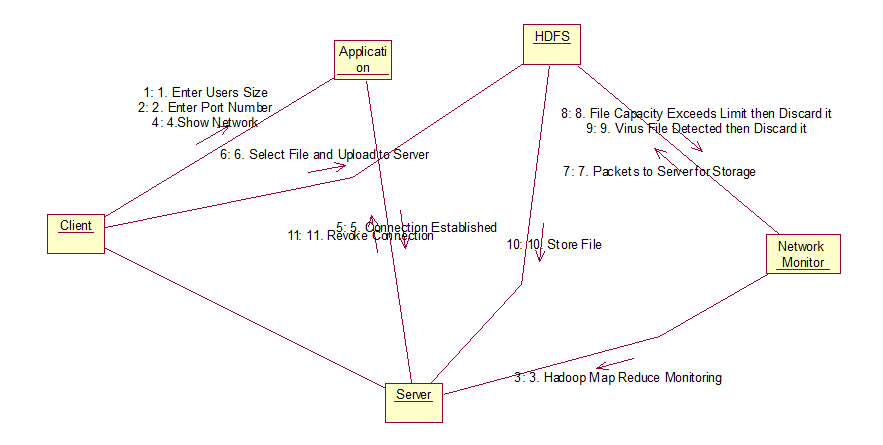 HDFS
Applicati
on
1: 1. Enter Users Size
2: 2. Enter Port Number
4: 4.Show Network
8: 8. File Capacity Exceeds Limit then Discard it
9: 9. Virus File Detected then Discard it
6: 6. Select File and Upload to Server
7: 7. Packets to Server for Storage
Client
5: 5. Connection Established
11: 11. Revoke Connection
10: 10. Store File
Network
Monitor
3: 3. Hadoop Map Reduce Monitoring
Server